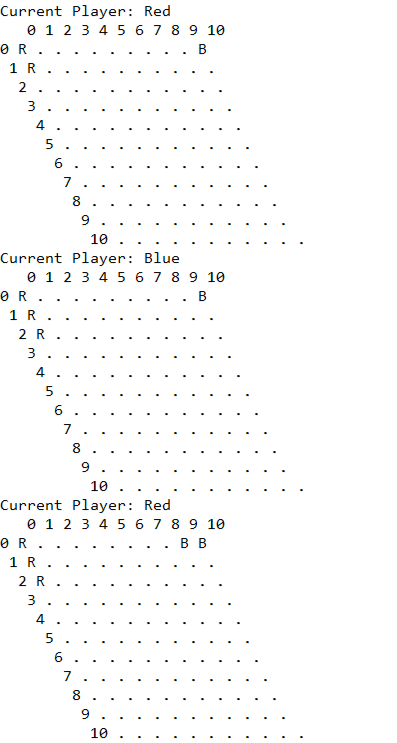 Current Player: Red
   0 1 2 3 4 5 6 7 8 9 10
0 R . . . . . . . . . B
 1 R . . . . . . . . . .
  2 . . . . . . . . . . .
   3 . . . . . . . . . . .
    4 . . . . . . . . . . .
     5 . . . . . . . . . . .
      6 . . . . . . . . . . .
       7 . . . . . . . . . . .
        8 . . . . . . . . . . .
         9 . . . . . . . . . . .
          10 . . . . . . . . . . .
Current Player: Blue
   0 1 2 3 4 5 6 7 8 9 10
0 R . . . . . . . . . B
 1 R . . . . . . . . . .
  2 R . . . . . . . . . .
   3 . . . . . . . . . . .
    4 . . . . . . . . . . .
     5 . . . . . . . . . . .
      6 . . . . . . . . . . .
       7 . . . . . . . . . . .
        8 . . . . . . . . . . .
         9 . . . . . . . . . . .
          10 . . . . . . . . . . .
Current Player: Red
   0 1 2 3 4 5 6 7 8 9 10
0 R . . . . . . . . B B
 1 R . . . . . . . . . .
  2 R . . . . . . . . . .
   3 . . . . . . . . . . .
    4 . . . . . . . . . . .
     5 . . . . . . . . . . .
      6 . . . . . . . . . . .
       7 . . . . . . . . . . .
        8 . . . . . . . . . . .
         9 . . . . . . . . . . .
          10 . . . . . . . . . . .